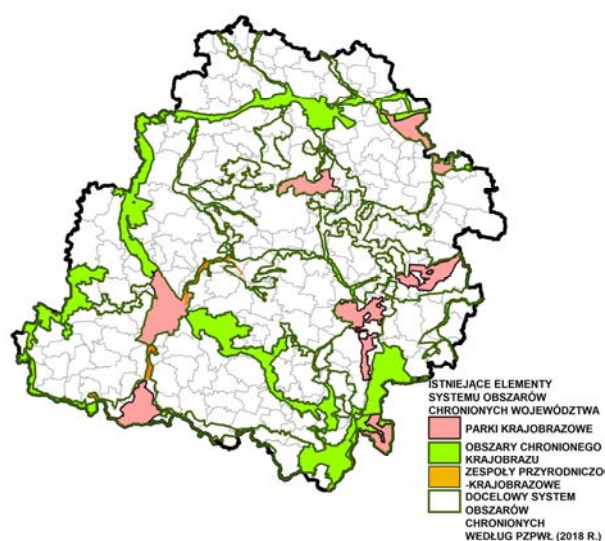 ISTNIEJĄCE ELEMENTY
SYSTEMU OBSZARÓW
CHRONIONYCH WOJEWÓDZTWA
PARKI KRAJOBRAZOWE
OBSZARY CHRONIONEGO
KRAJOBRAZU
ZESPOŁY PRZYRODNICZO
-KRAJOBRAZOWE
DOCELOWY SYSTEM
OBSZARÓW
CHRONIONYCH
WEDŁUG PZPWŁ (2018 R.)